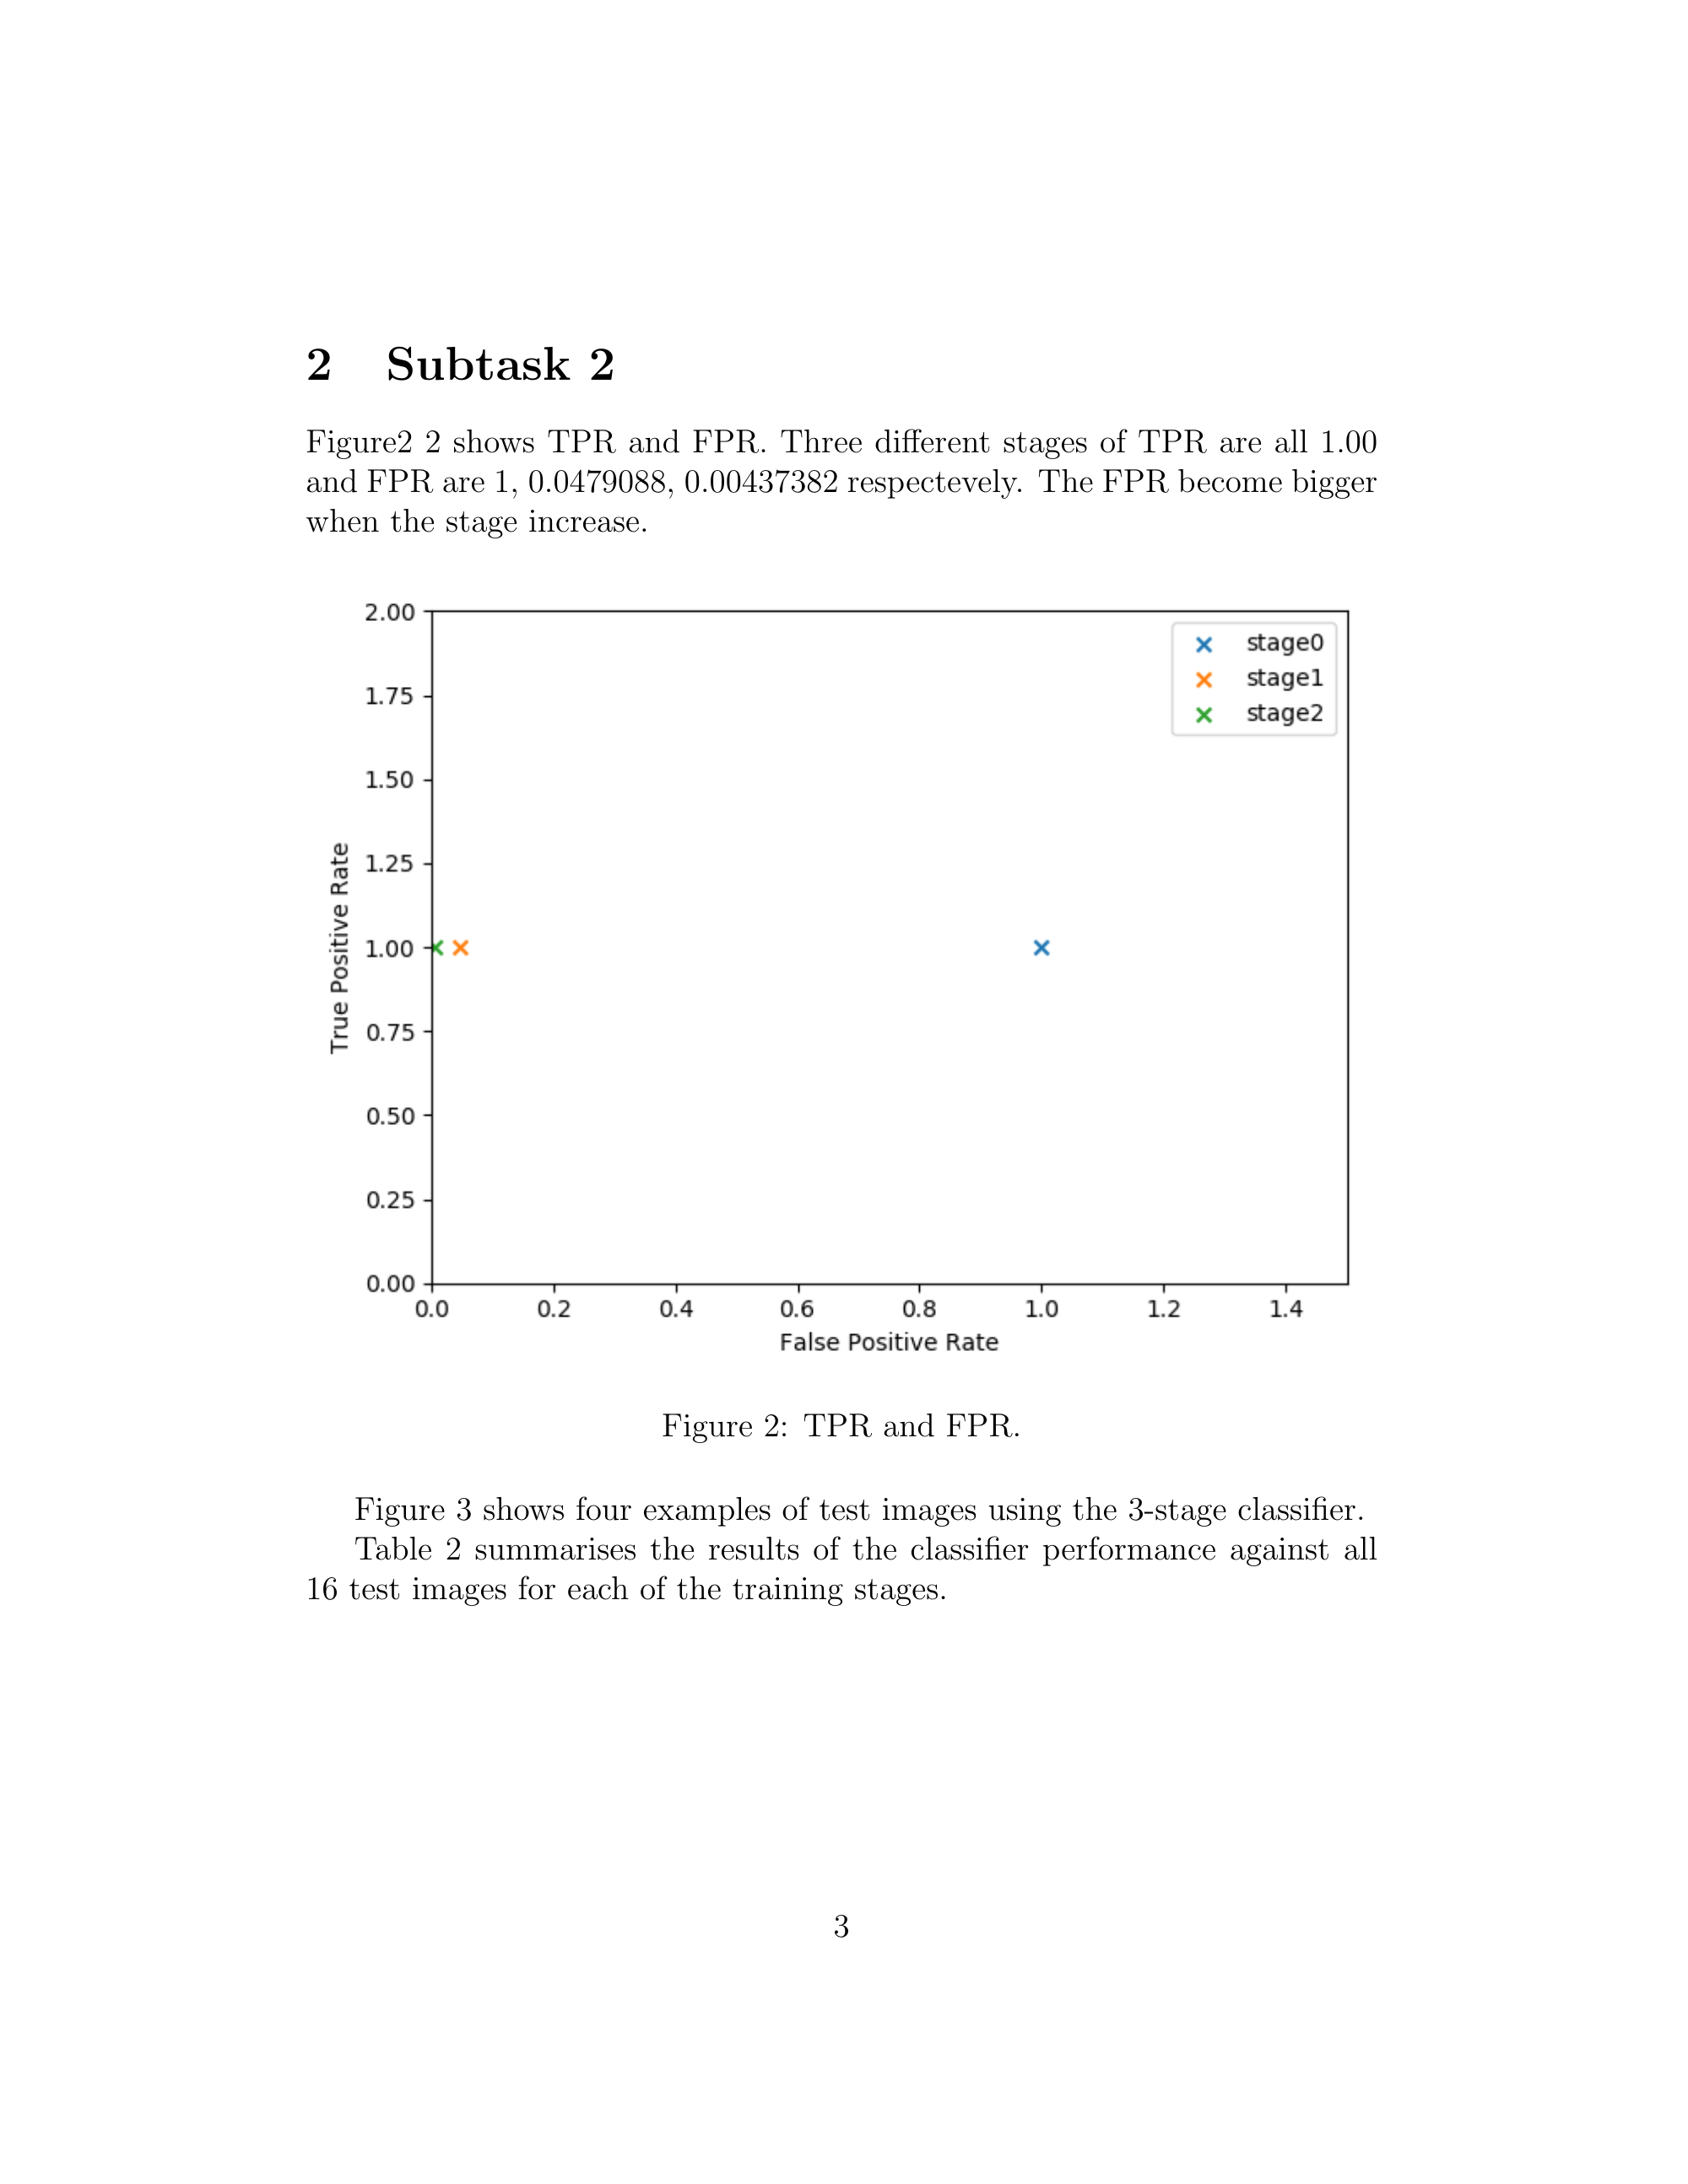 2 Subtask 2
Figure2 2 shows TPR and FPR. Three different stages of TPR are all 1.00
and FPR are 1, 0.0479088, 0.00437382 respectevely. The FPR become bigger
when the stage increase.
2.00
1.75
1.50
1.25
1.00
0.75
0.50
0.25
0.00
True Positive Rate
stage0
stage1
stage2
0.0 0.2 0.4 0.6 0.8 1.0 1.2 1.4
False Positive Rate
Figure 2: TPR and FPR.
Figure 3 shows four examples of test images using the 3-stage classifier.
Table 2 summarises the results of the classifier performance against all
16 test images for each of the training stages.
3